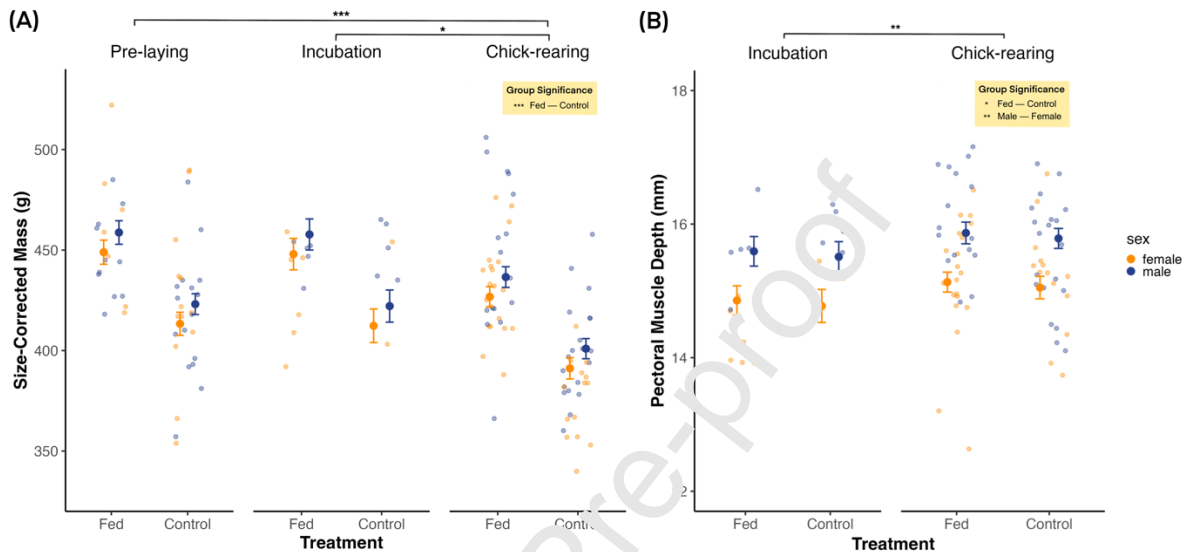 (A)
***
*
Pre-laying
Incubation
Chick-rearing
Group Significance
*** Fed — Control
500
450
400
350
Size-Corrected Mass (g)
Fed
Control
Fed
Control
Fed
Control
Treatment
(B)
**
Incubation
Chick-rearing
Group Significance
* Fed — Control
** Male — Female
18
16
14
2
Pectoral Muscle Depth (mm)
Fed
Control
Fed
Control
Treatment
sex
female
male
Pre-proof